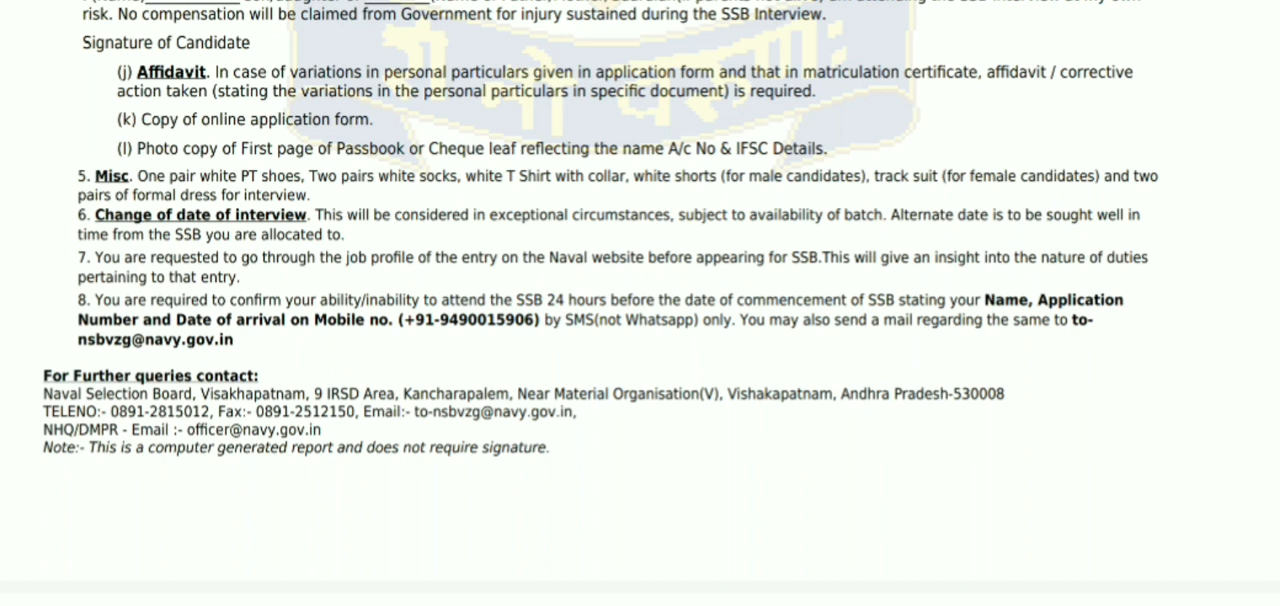 risk. No compensation will be claimed from Government for injury sustained during the SSB Interview.
Signature of Candidate
(j) Affidavit. In case of variations in personal particulars given in application form and that in matriculation certificate, affidavit / corrective
action taken (stating the variations in the personal particulars in specific document) is required.
(k) Copy of online application form.
(l) Photo copy of First page of Passbook or Cheque leaf reflecting the name A/c No & IFSC Details.
5. Misc. One pair white PT shoes, Two pairs white socks, white T Shirt with collar, white shorts (for male candidates), track suit (for female candidates) and two
pairs of formal dress for interview.
6. Change of date of interview. This will be considered in exceptional circumstances, subject to availability of batch. Alternate date is to be sought well in
time from the SSB you are allocated to.
7. You are requested to go through the job profile of the entry on the Naval website before appearing for SSB.This will give an insight into the nature of duties
pertaining to that entry.
8. You are required to confirm your ability/inability to attend the SSB 24 hours before the date of commencement of SSB stating your Name, Application
Number and Date of arrival on Mobile no. (+91-9490015906) by SMS(not Whatsapp) only. You may also send a mail regarding the same to to-
nsbvzg@navy.gov.in
For Further queries contact:
Naval Selection Board, Visakhapatnam, 9 IRSD Area, Kancharapalem, Near Material Organisation(V), Vishakapatnam, Andhra Pradesh-530008
TELENO:- 0891-2815012, Fax:- 0891-2512150, Email:- to-nsbvzg@navy.gov.in,
NHQ/DMPR - Email :- officer@navy.gov.in
Note:- This is a computer generated report and does not require signature.